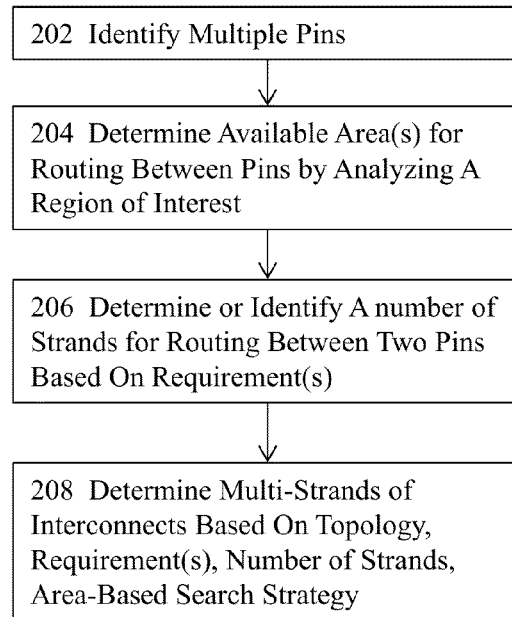 202 Identify Multiple Pins
204 Determine Available Area(s) for
Routing Between Pins by Analyzing A
Region of Interest
206 Determine or Identify A number of
Strands for Routing Between Two Pins
Based On Requirement(s)
208 Determine Multi-Strands of
Interconnects Based On Topology,
Requirement(s), Number of Strands,
Area-Based Search Strategy